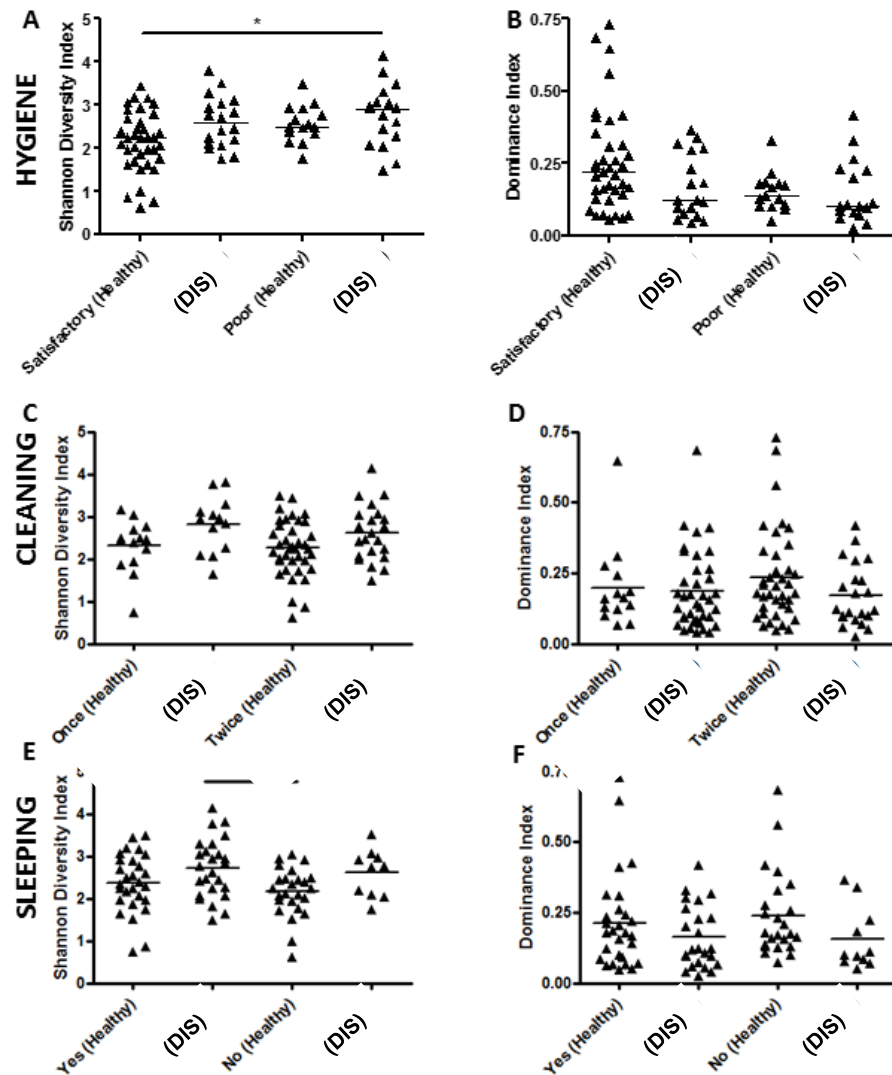 HYGIENE
A
Shannon Diversity Index
5
4
3
2
1
0
*
Satisfactory (Healthy)
(DIS)
Poor (Healthy)
(DIS)
B
Dominance Index
0.75
0.50
0.25
0.00
Satisfactory (Healthy)
(DIS)
Poor (Healthy)
(DIS)
CLEANING
C
Shannon Diversity Index
5
4
3
2
1
0
Once (Healthy)
(DIS)
Twice (Healthy)
(DIS)
D
Dominance Index
0.75
0.50
0.25
0.00
Once (Healthy)
(DIS)
Twice (Healthy)
(DIS)
SLEEPING
E
Shannon Diversity Index
4
3
2
1
0
Yes (Healthy)
(DIS)
No (Healthy)
(DIS)
F
Dominance Index
0.50
0.25
0.00
Yes (Healthy)
(DIS)
No (Healthy)
(DIS)